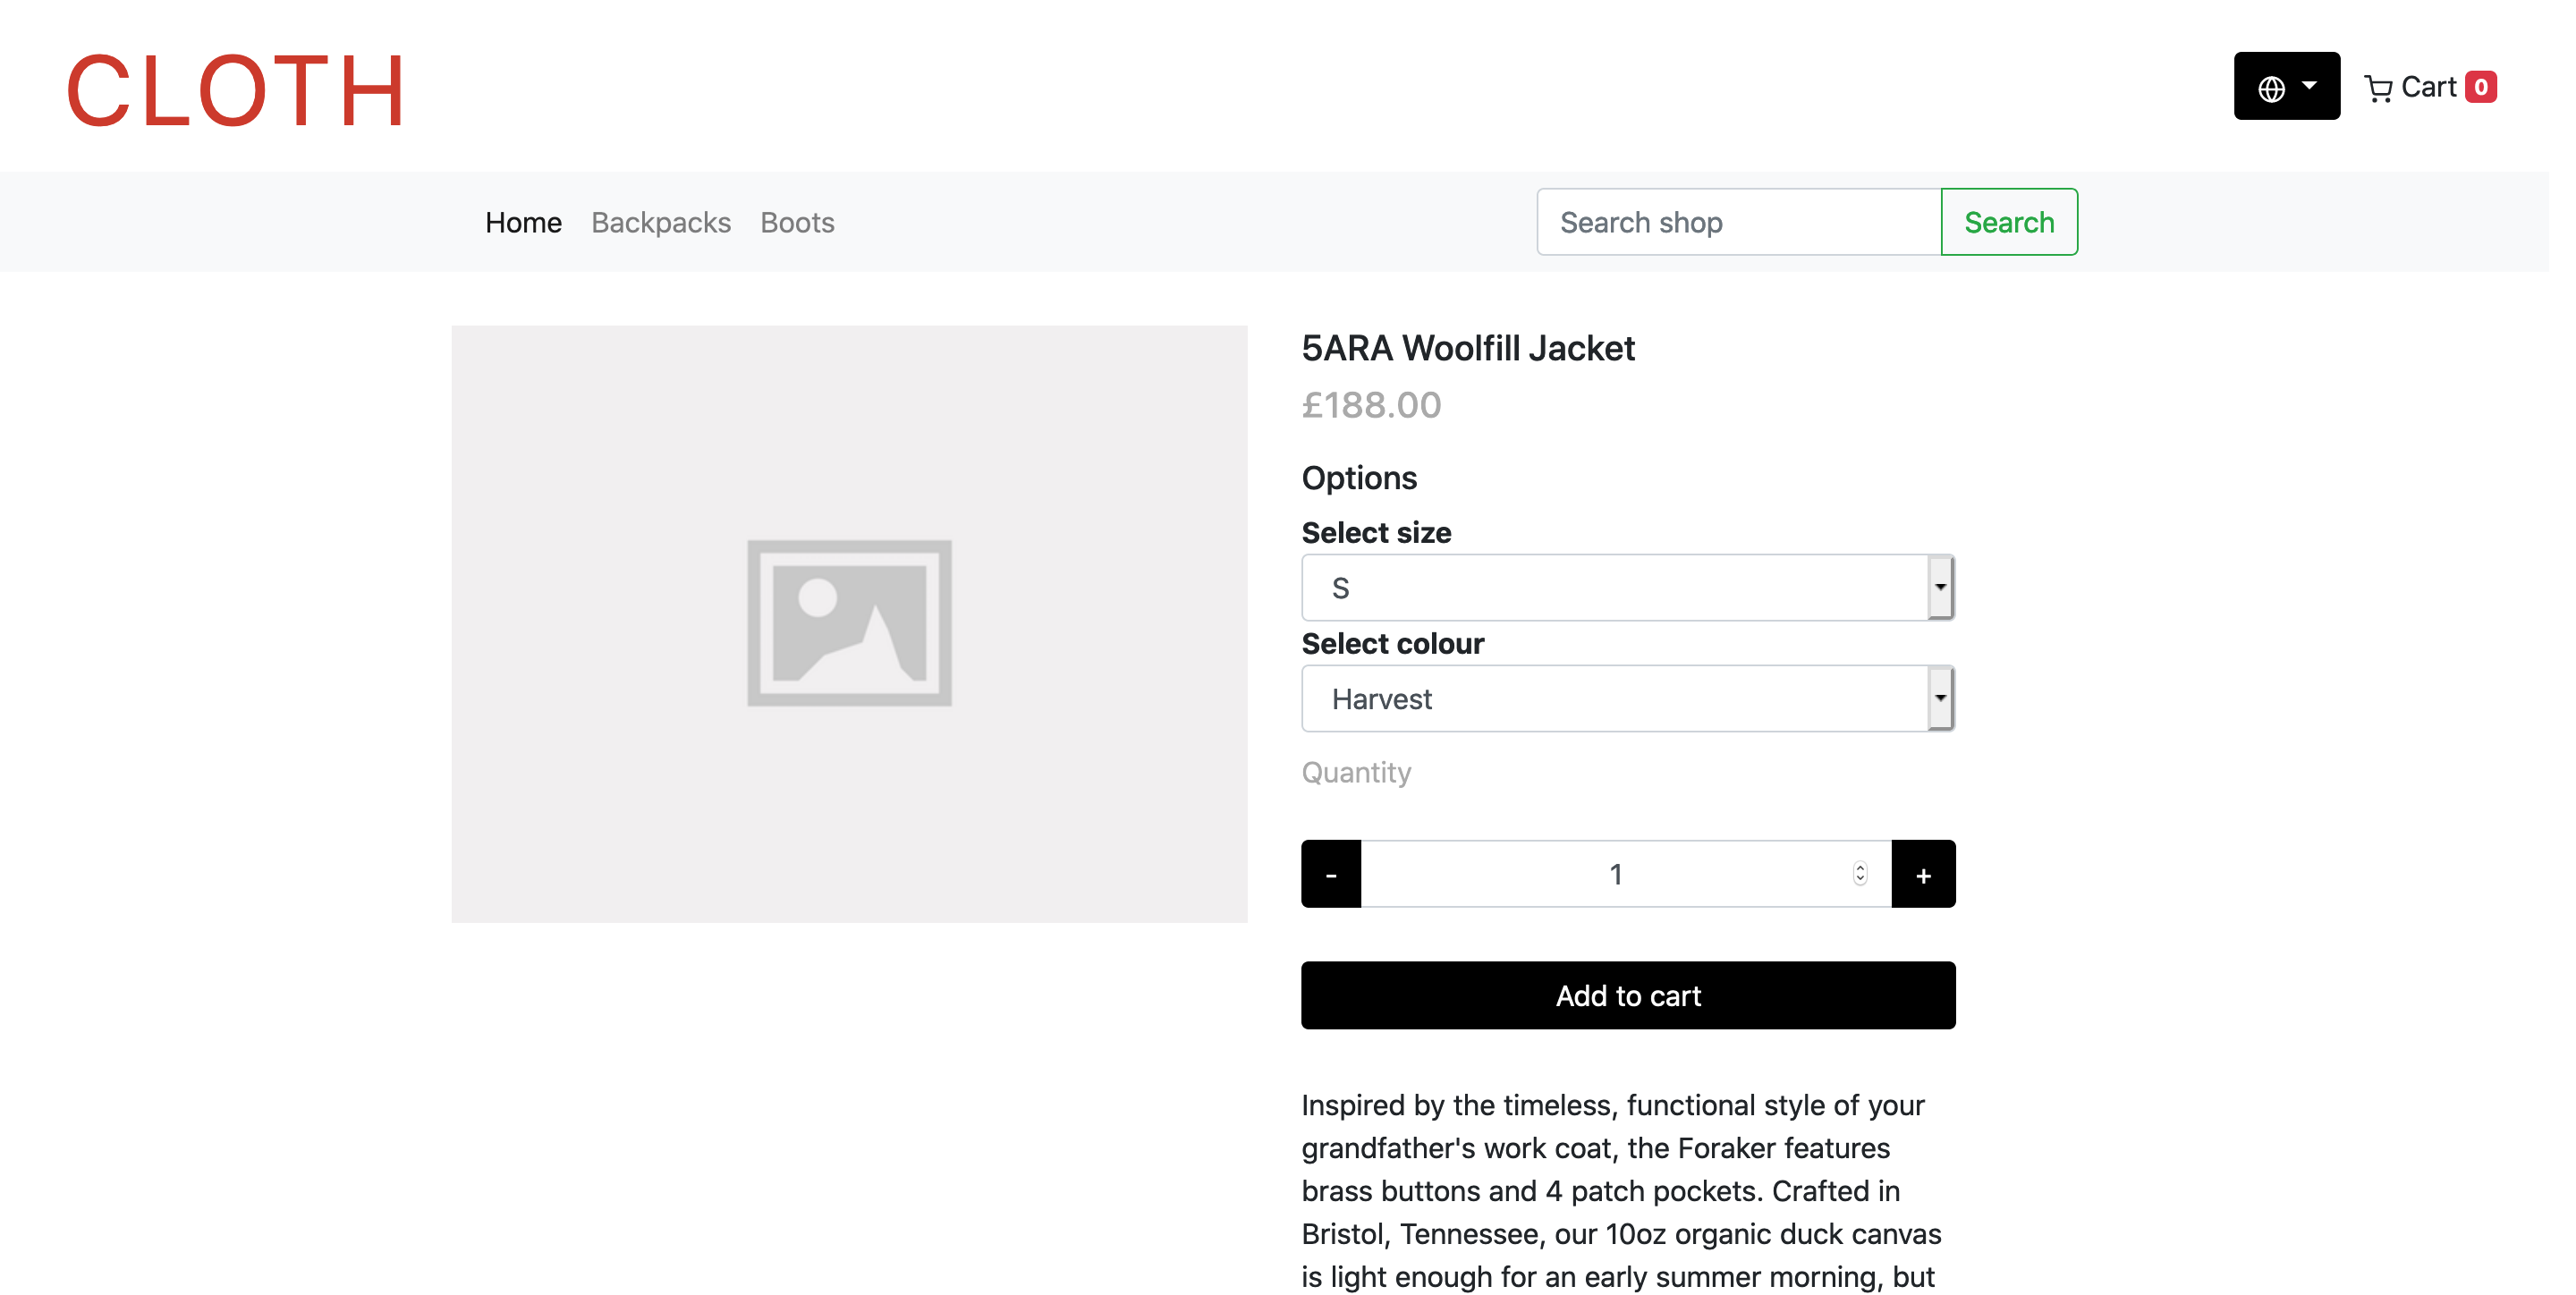 CLOTH
Cart 0
Home Backpacks Boots
Search shop Search
5ARA Woolfill Jacket
£188.00
Options
Select size
S
Select colour
Harvest
Quantity
- 1 +
Add to cart
Inspired by the timeless, functional style of your
grandfather's work coat, the Foraker features
brass buttons and 4 patch pockets. Crafted in
Bristol, Tennessee, our 10oz organic duck canvas
is light enough for an early summer morning, but